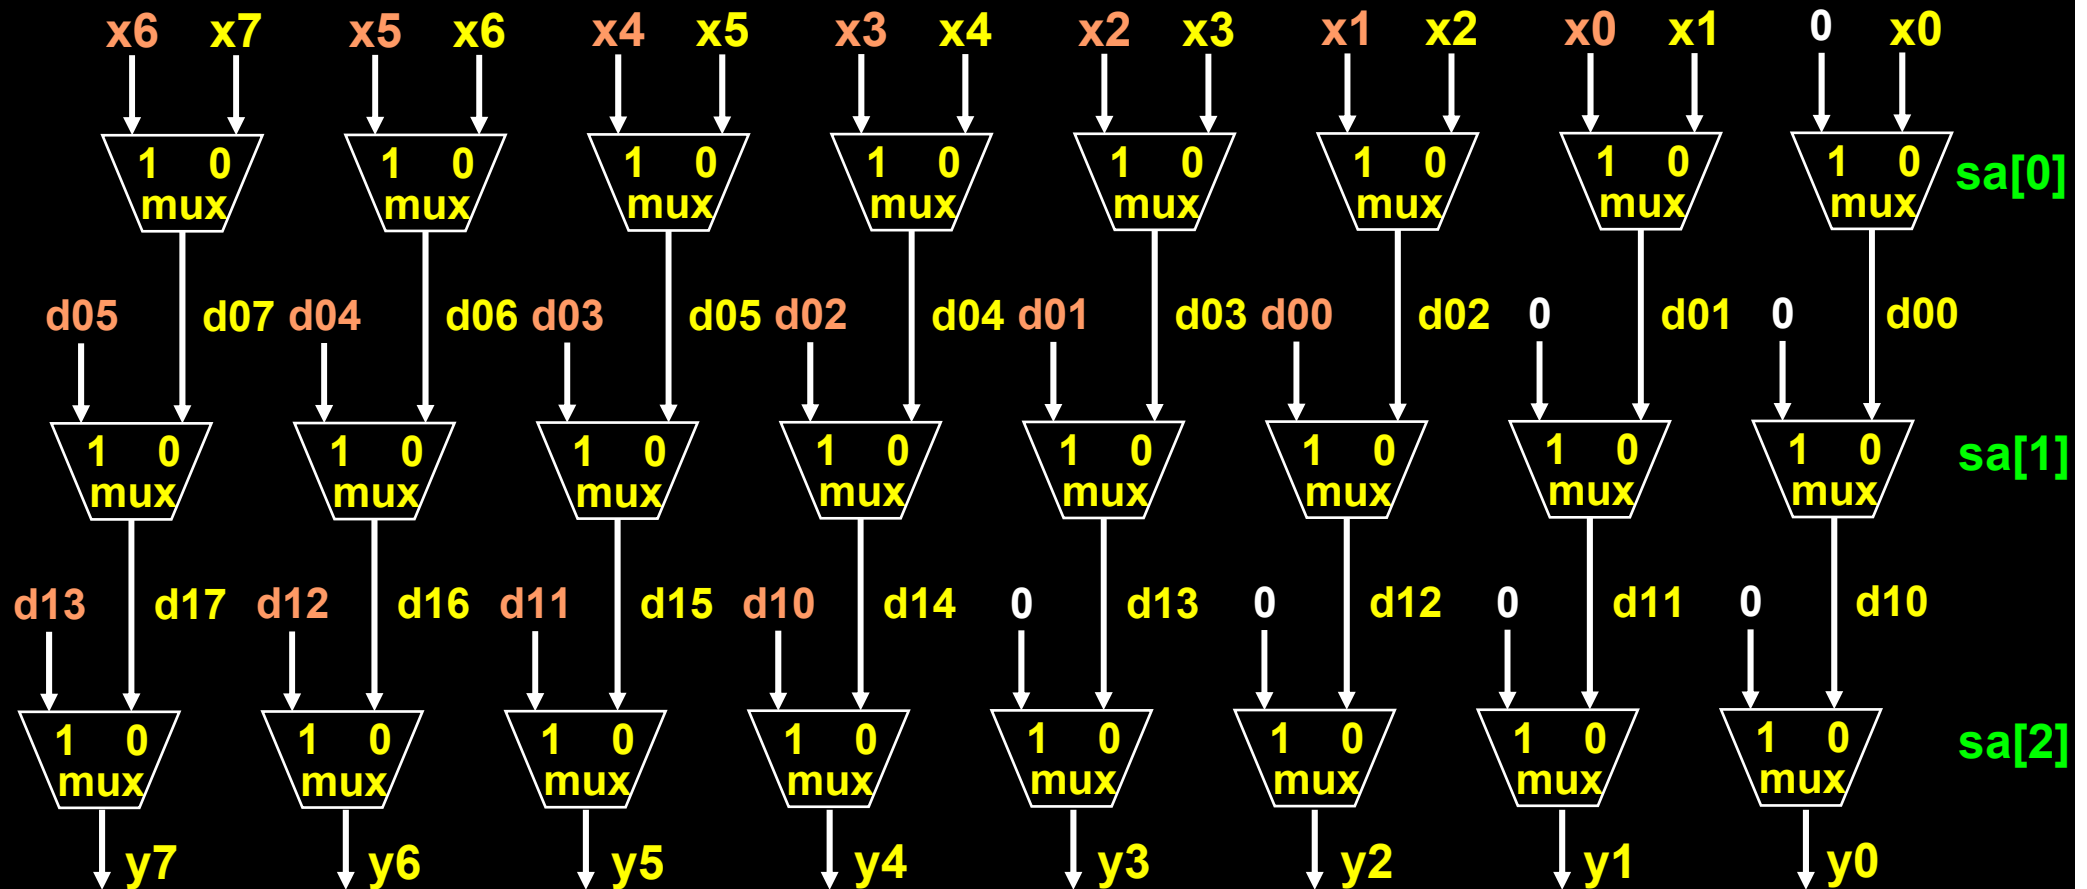 x6 x7 x5 x6 x4 x5 x3 x4 x2 x3 x1 x2 x0 x1 0 x0
1 0 1 0 1 0 1 0 1 0 1 0 1 0 1 0 sa[0]
mux mux mux mux mux mux mux mux
d05 d07 d04 d06 d03 d05 d02 d04 d01 d03 d00 d02 0 d01 0 d00
1 0 1 0 1 0 1 0 1 0 1 0 1 0 1 0 sa[1]
mux mux mux mux mux mux mux mux
d13 d17 d12 d16 d11 d15 d10 d14 0 d13 0 d12 0 d11 0 d10
1 0 1 0 1 0 1 0 1 0 1 0 1 0 1 0 sa[2]
mux mux mux mux mux mux mux mux
y7 y6 y5 y4 y3 y2 y1 y0